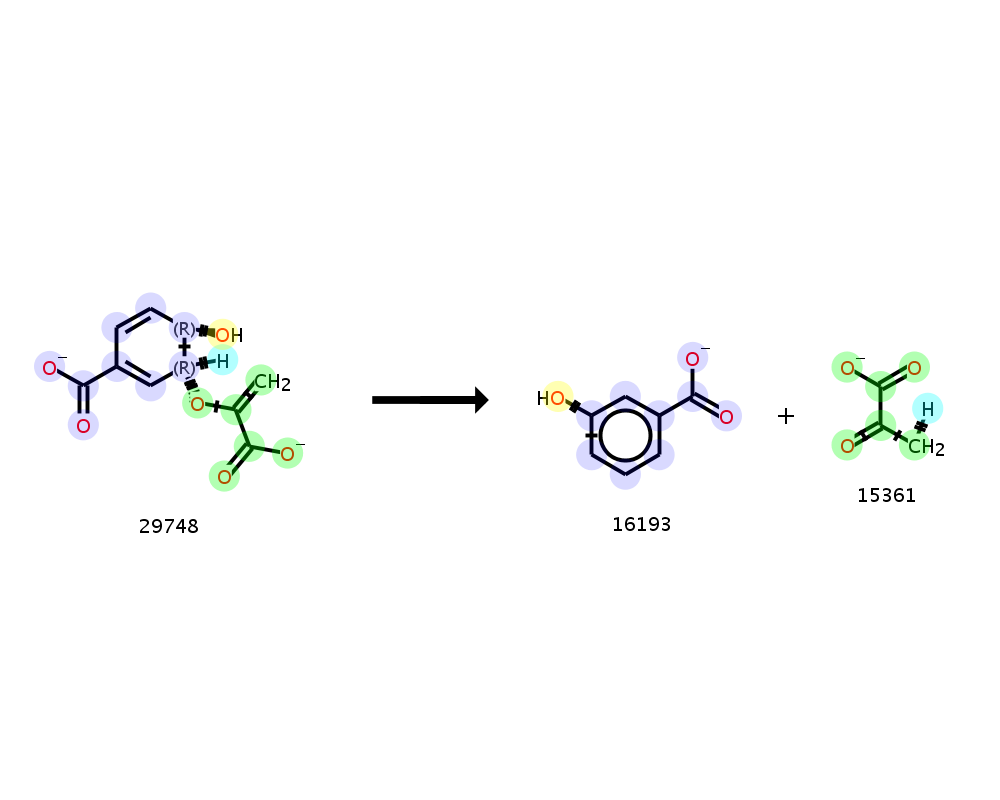 (R) OH
(R) H
O⁻
O
O CH₂
O O⁻
29748
HO O⁻
O
16193
+
O⁻ O
H
O CH₂
15361